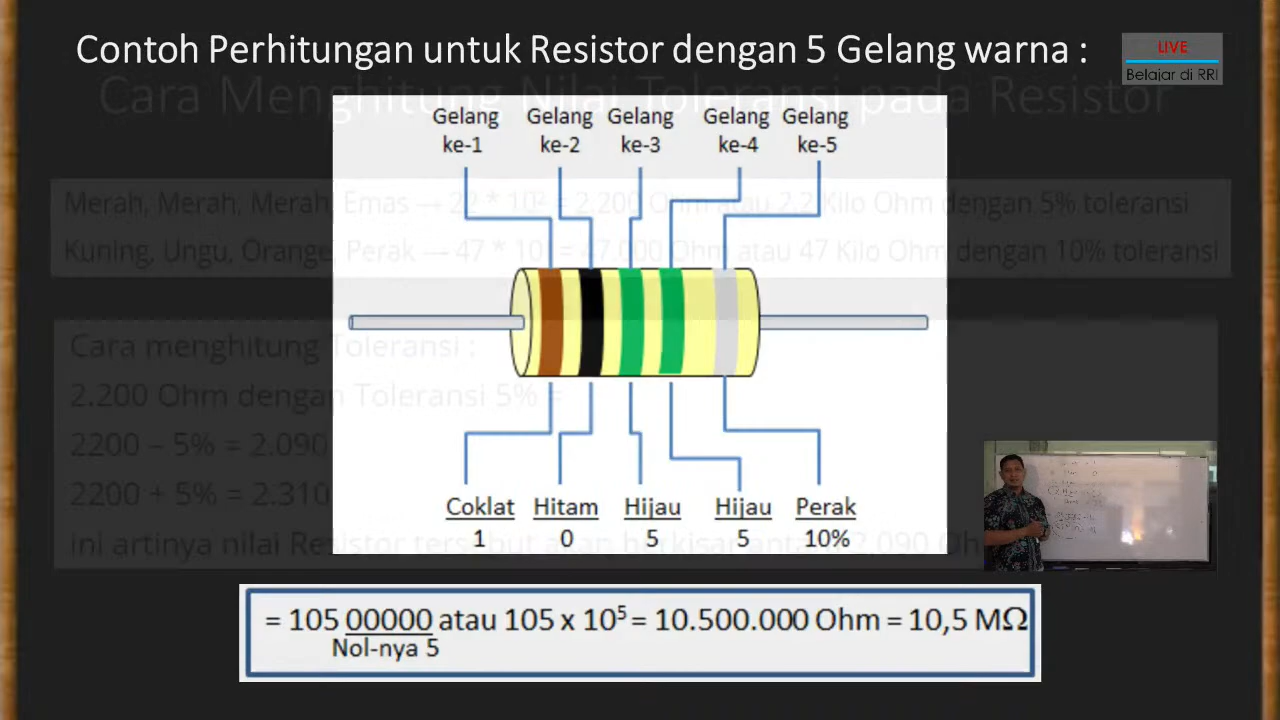 Contoh Perhitungan untuk Resistor dengan 5 Gelang warna :
LIVE
Belajar di RRI
Cara Menghitung Nilai Toleransi pada Resistor
Gelang ke-1
Gelang ke-2
Gelang ke-3
Gelang ke-4
Gelang ke-5
Merah, Merah, Merah, Emas → 22 * 10² = 2.200 Ohm atau 2,2 Kilo Ohm dengan 5% toleransi
Kuning, Ungu, Orange, Perak → 47 * 10 = 47.000 Ohm atau 47 Kilo Ohm dengan 10% toleransi
Cara menghitung Toleransi :
2.200 Ohm dengan Toleransi 5% =
2200 – 5% = 2.090
2200 + 5% = 2.310
ini artinya nilai Resistor tersebut akan berkisar antara 2.090 Oh
Coklat Hitam Hijau Hijau Perak
1 0 5 5 10%
= 105 00000 atau 105 x 10⁵ = 10.500.000 Ohm = 10,5 MΩ
Nol-nya 5